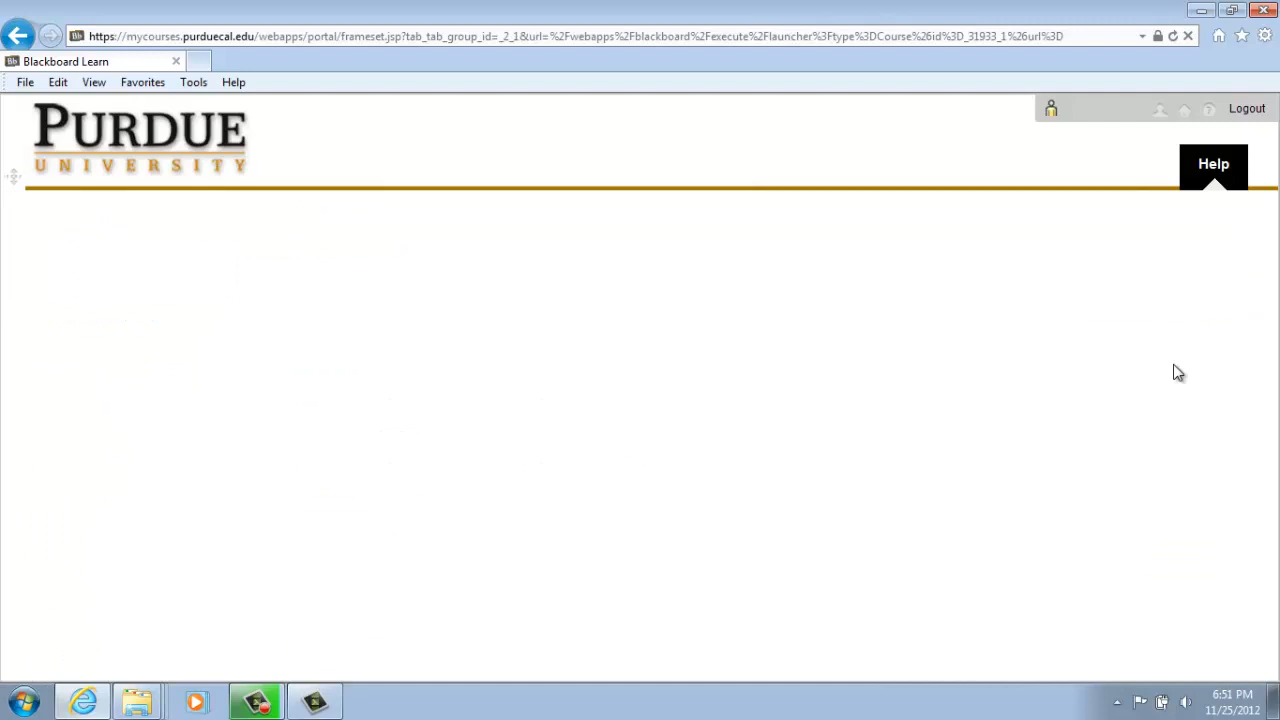 https://mycourses.purduecal.edu/webapps/portal/frameset.jsp?tab_tab_group_id=_2_1&url=%2Fwebapps%2Fblackboard%2Fexecute%2Flauncher%3Ftype%3DCourse%26id%3D_31933_1%26url%3D
Bb Blackboard Learn
File Edit View Favorites Tools Help
PURDUE
UNIVERSITY
Logout
Help
6:51 PM
11/25/2012